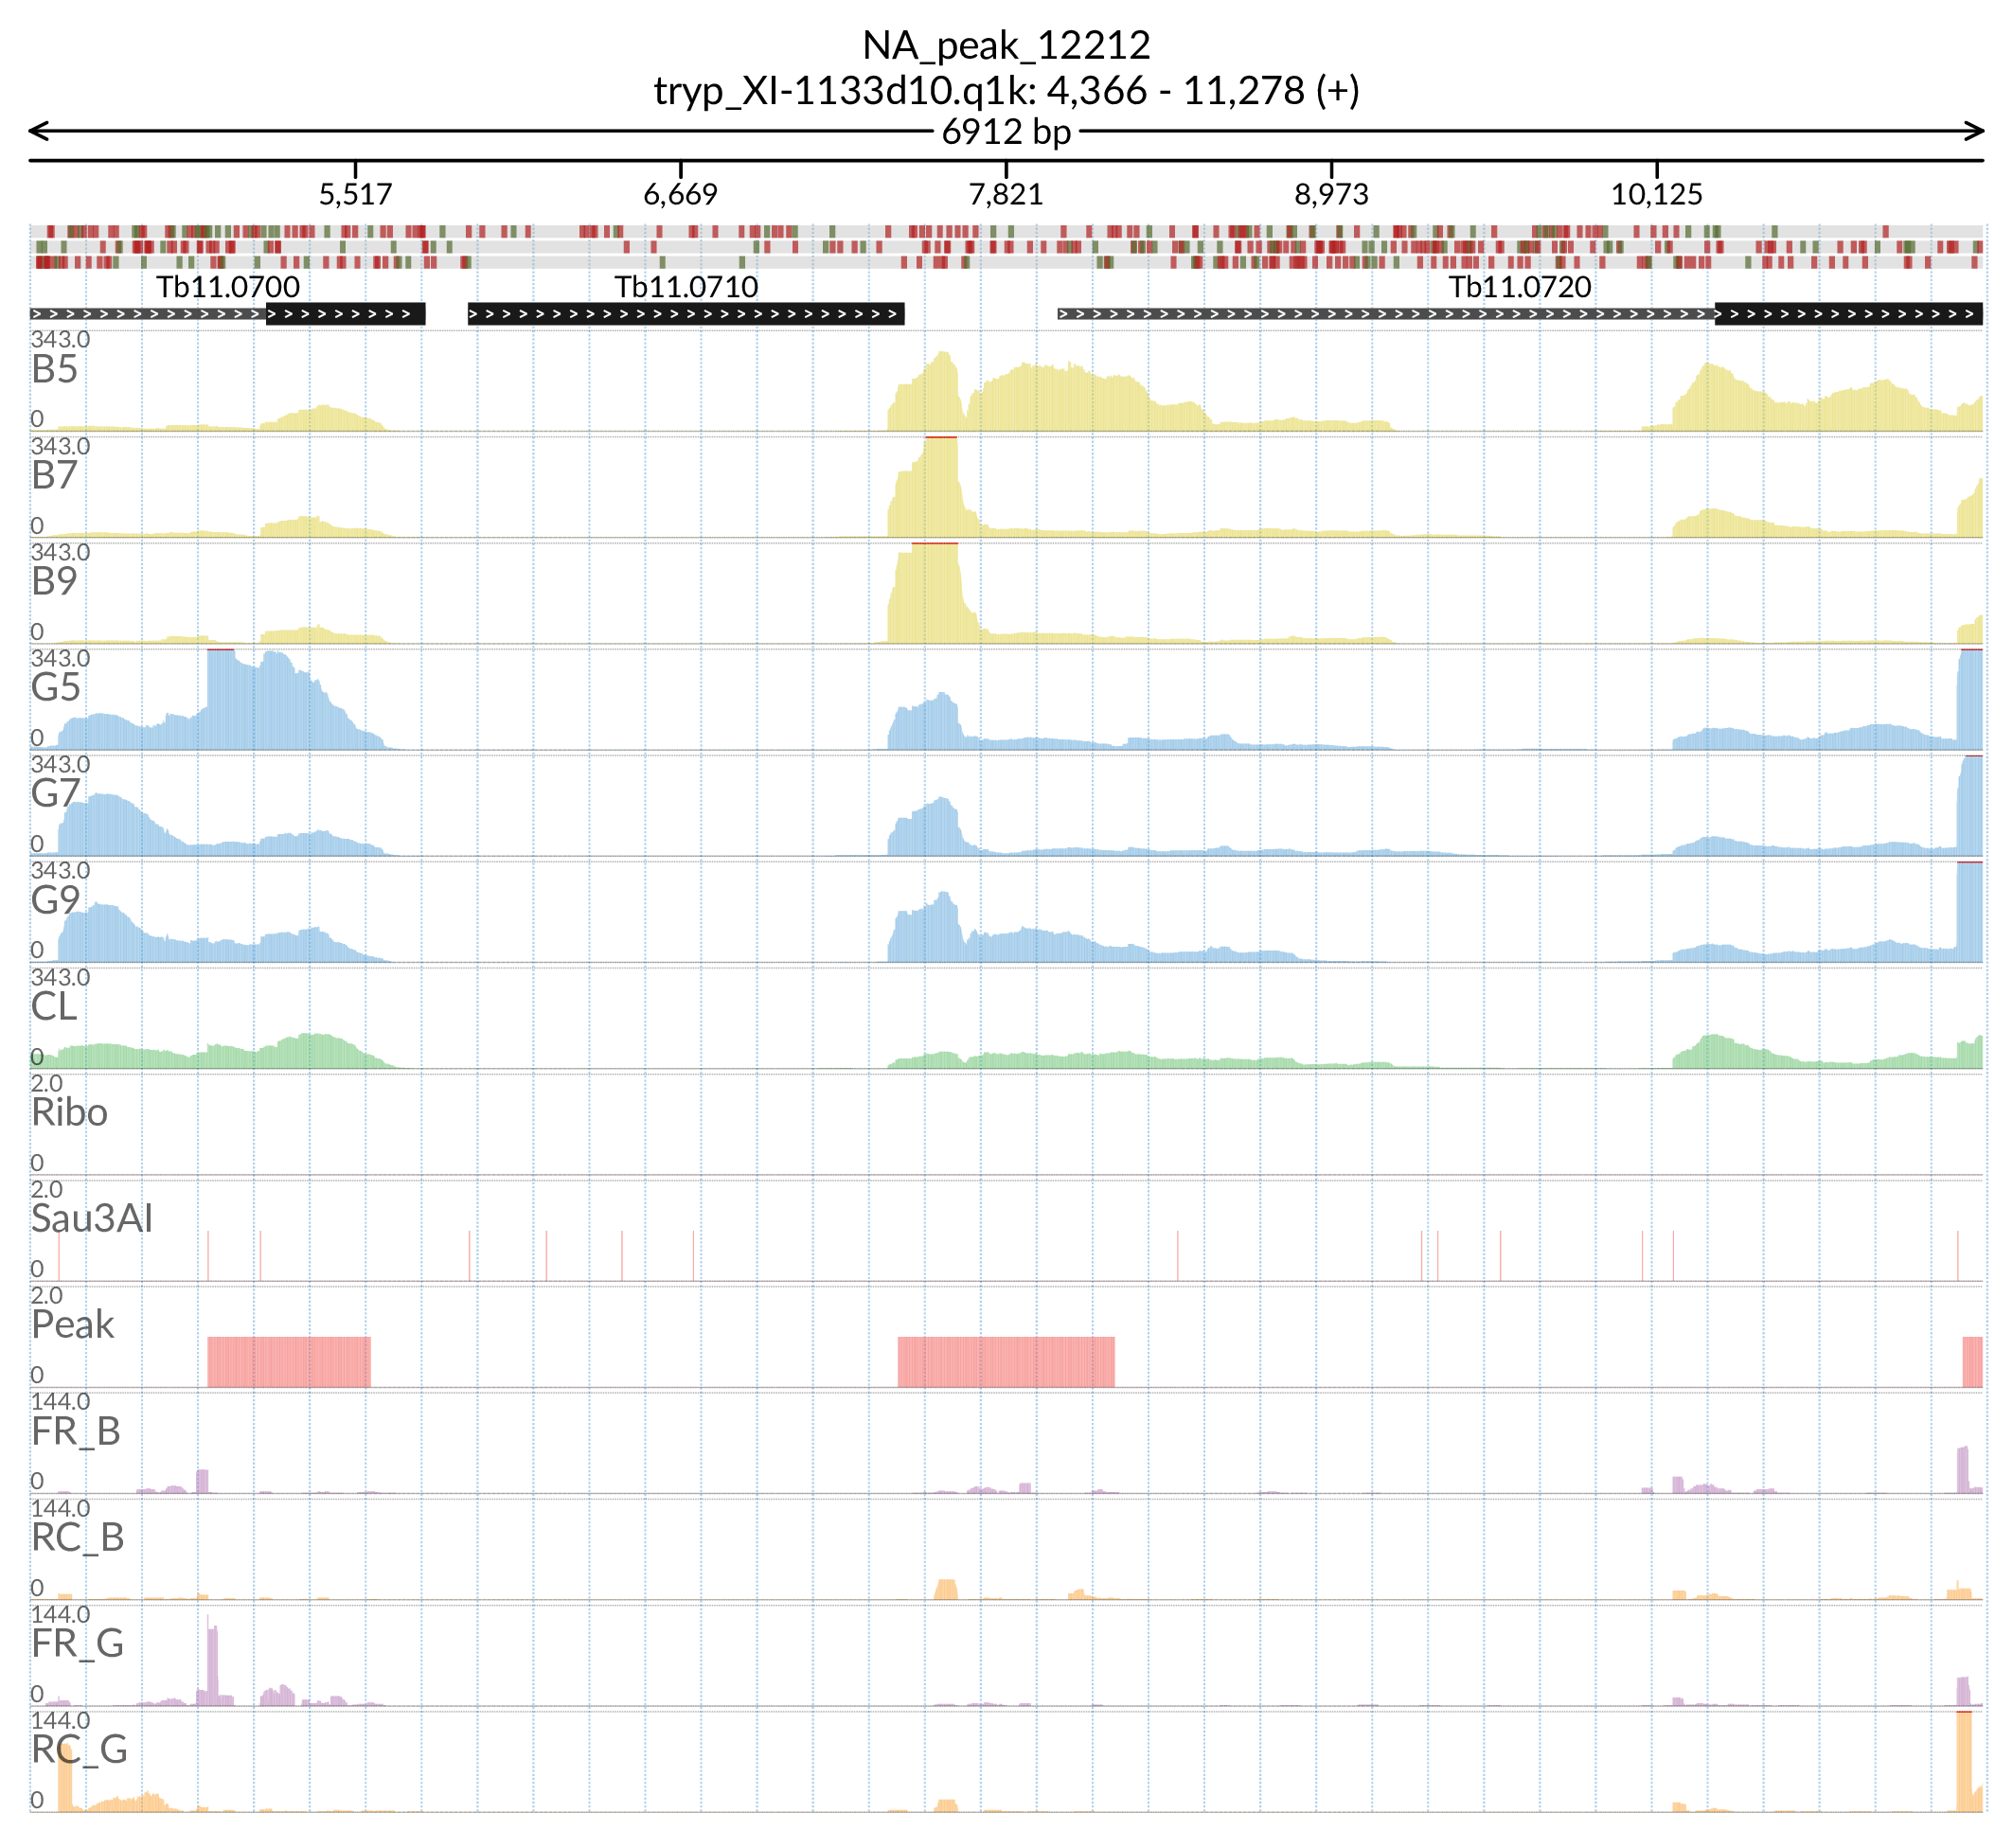 NA_peak_12212
tryp_XI-1133d10.q1k: 4,366 - 11,278 (+)
6912 bp
5,517 6,669 7,821 8,973 10,125
Tb11.0700 Tb11.0710 Tb11.0720
343.0
B5
0
343.0
B7
0
343.0
B9
0
343.0
G5
0
343.0
G7
0
343.0
G9
0
343.0
CL
0
2.0
Ribo
0
2.0
Sau3AI
0
2.0
Peak
0
144.0
FR_B
0
144.0
RC_B
0
144.0
FR_G
0
144.0
RC_G
0